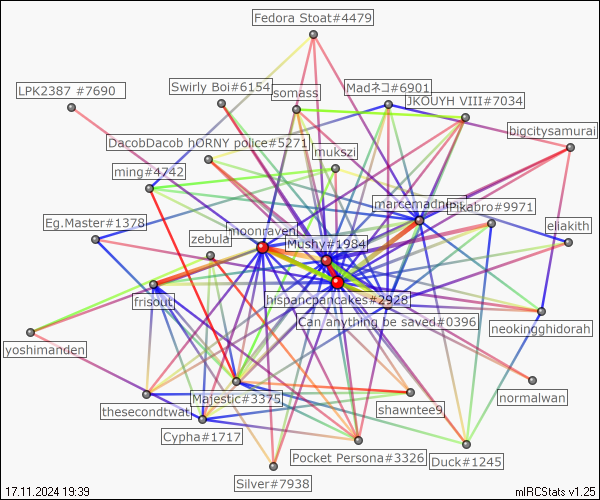 Fedora Stoat#4479
LPK2387 #7690
Swirly Boi#6154
somass
Madネコ#6901
JKOUYH VIII#7034
bigcitysamurai
DacobDacob hORNY police#5271
mukszi
ming#4742
marcemadni
Pikabro#9971
Eg.Master#1378
zebula
moonraven
Mushy#1984
eliakith
frisout
hispancpancakes#2928
Can anything be saved#0396
neokingghidorah
yoshimanden
thesecondtwat
Majestic#3375
shawntee9
normalwan
Cypha#1717
Pocket Persona#3326
Duck#1245
Silver#7938
17.11.2024 19:39
mIRCStats v1.25